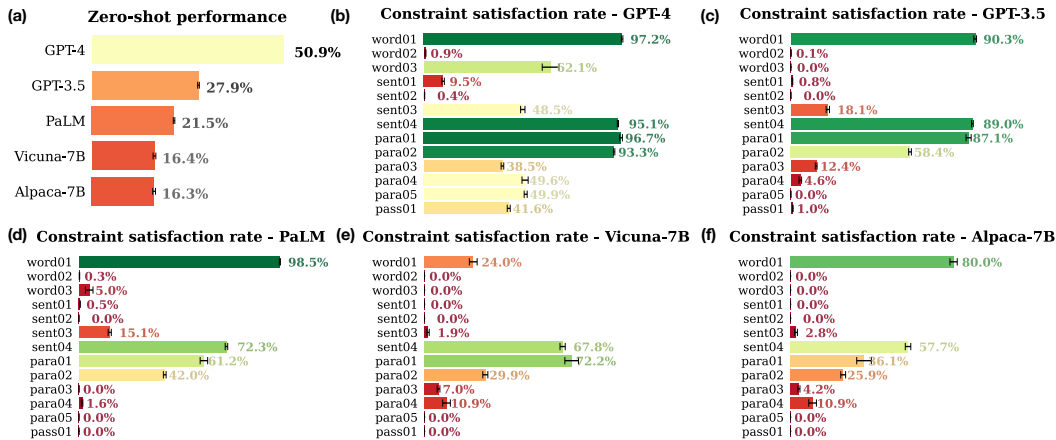 (a) Zero-shot performance
GPT-4 50.9%
GPT-3.5 27.9%
PaLM 21.5%
Vicuna-7B 16.4%
Alpaca-7B 16.3%
(b) Constraint satisfaction rate - GPT-4
word01 97.2%
word02 0.9%
word03 62.1%
sent01 9.5%
sent02 0.4%
sent03 48.5%
sent04 95.1%
para01 96.7%
para02 93.3%
para03 38.5%
para04 49.6%
para05 49.9%
pass01 41.6%
(c) Constraint satisfaction rate - GPT-3.5
word01 90.3%
word02 0.1%
word03 0.0%
sent01 0.8%
sent02 0.0%
sent03 18.1%
sent04 89.0%
para01 87.1%
para02 58.4%
para03 12.4%
para04 4.6%
para05 0.0%
pass01 1.0%
(d) Constraint satisfaction rate - PaLM
word01 98.5%
word02 0.3%
word03 5.0%
sent01 0.5%
sent02 0.0%
sent03 15.1%
sent04 72.3%
para01 61.2%
para02 42.0%
para03 0.0%
para04 1.6%
para05 0.0%
pass01 0.0%
(e) Constraint satisfaction rate - Vicuna-7B
word01 24.0%
word02 0.0%
word03 0.0%
sent01 0.0%
sent02 0.0%
sent03 1.9%
sent04 67.8%
para01 72.2%
para02 29.9%
para03 7.0%
para04 10.9%
para05 0.0%
pass01 0.0%
(f) Constraint satisfaction rate - Alpaca-7B
word01 80.0%
word02 0.0%
word03 0.0%
sent01 0.0%
sent02 0.0%
sent03 2.8%
sent04 57.7%
para01 36.1%
para02 25.9%
para03 4.2%
para04 10.9%
para05 0.0%
pass01 0.0%